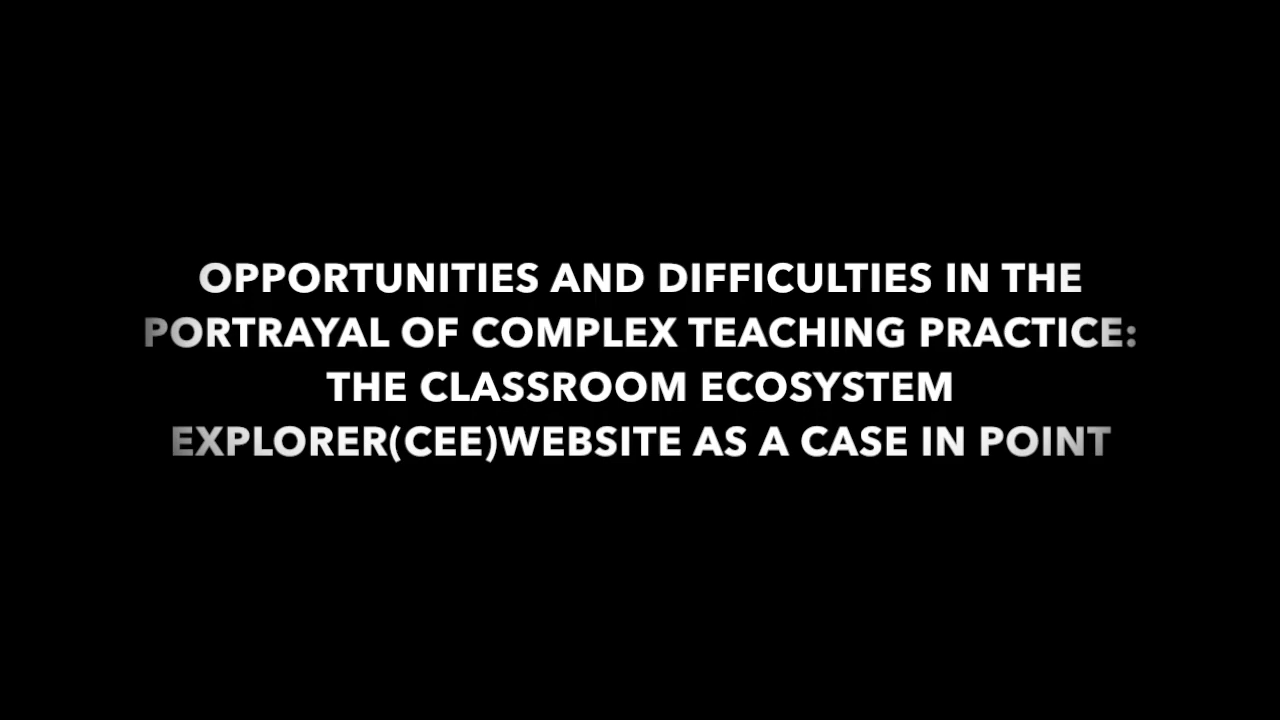 OPPORTUNITIES AND DIFFICULTIES IN THE
PORTRAYAL OF COMPLEX TEACHING PRACTICE:
THE CLASSROOM ECOSYSTEM
EXPLORER(CEE)WEBSITE AS A CASE IN POINT